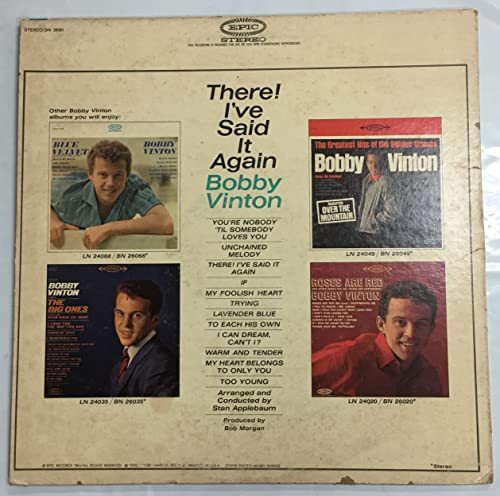 STEREO/BN 26081
EPIC
STEREO
Other Bobby Vinton
albums you will enjoy:
BLUE
VELVET
BOBBY
VINTON
LN 24068 / BN 26068*
BOBBY
VINTON
THE
BIG ONES
LN 24035 / BN 26035*
There!
I've
Said
It
Again
Bobby
Vinton
YOU'RE NOBODY
'TIL SOMEBODY
LOVES YOU
UNCHAINED
MELODY
THERE! I'VE SAID IT
AGAIN
IF
MY FOOLISH HEART
TRYING
LAVENDER BLUE
TO EACH HIS OWN
I CAN DREAM,
CAN'T I?
WARM AND TENDER
MY HEART BELONGS
TO ONLY YOU
TOO YOUNG
Arranged and
Conducted by
Stan Applebaum
Produced by
Bob Morgan
The Greatest Hits of the Golden Groups
Bobby Vinton
OVER THE
MOUNTAIN
LN 24049 / BN 26049*
ROSES ARE RED
BOBBY VINTON
LN 24020 / BN 26020*
*Stereo